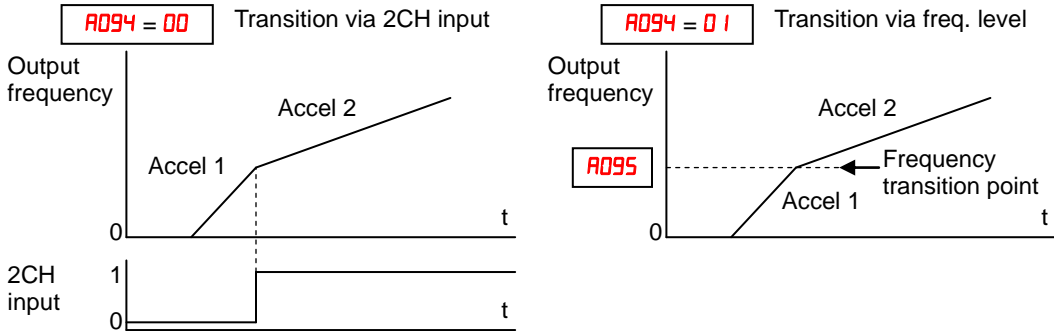 A094 = 00
Transition via 2CH input
Output
frequency
Accel 2
Accel 1
0
t
2CH
input
1
0
t
A094 = 01
Transition via freq. level
Output
frequency
Accel 2
A095
Frequency
transition point
Accel 1
0
t